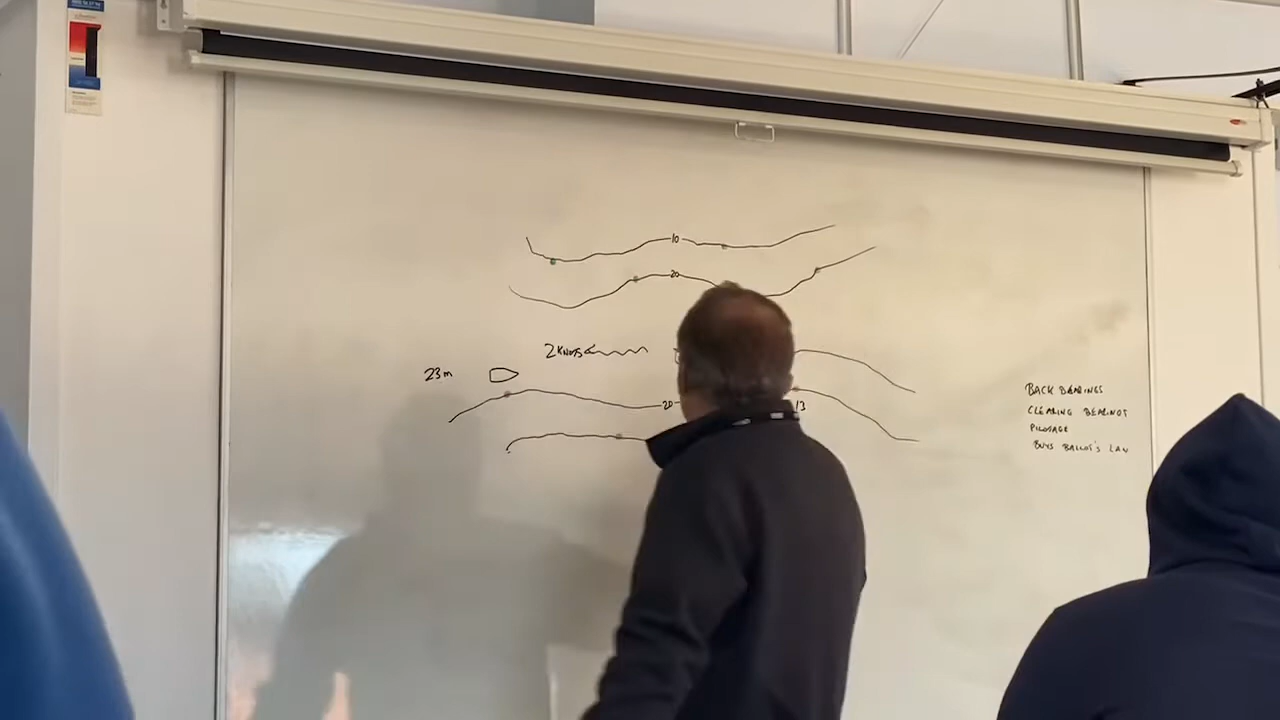 10
20
2 KNOTS
23m
20
13
BACK BEARINGS
CLEARING BEARINGS
PILOTAGE
BUYS BALLOT'S LAW